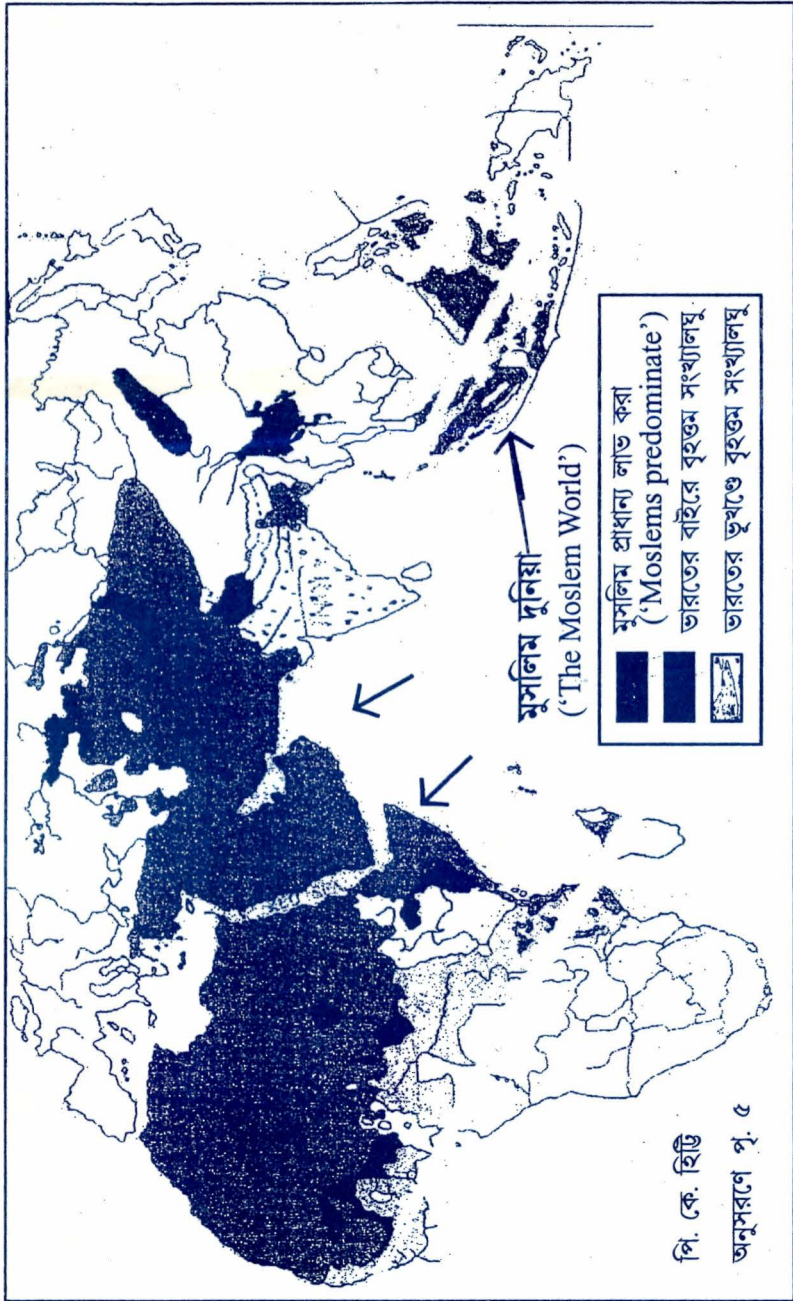 মুসলিম দুনিয়া
('The Moslem World')
মুসলিম প্রাধান্য লাভ করা
('Moslems predominate')
ভারতের বাইরে বৃহত্তম সংখ্যালঘু
ভারতের ভূখণ্ডে বৃহত্তম সংখ্যালঘু
পি. কে. হিট্টি
অনুসরণে পৃ. ৫